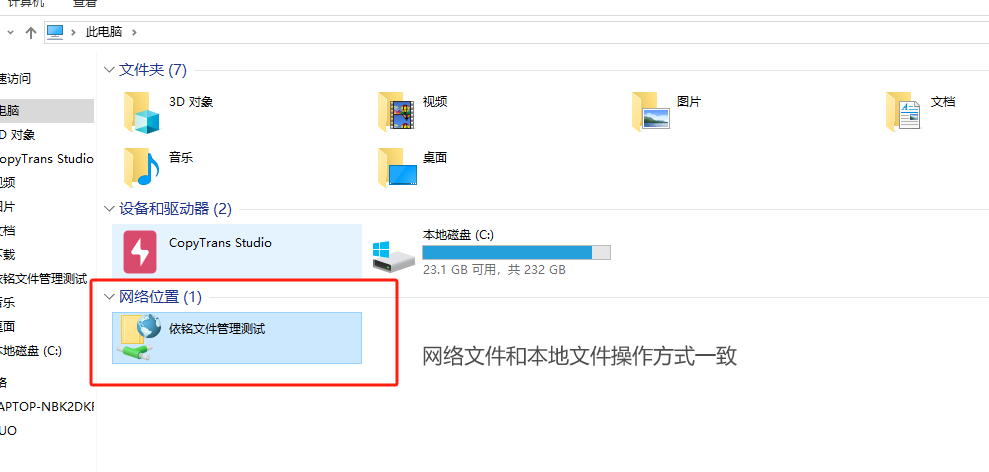 计算机 查看
此电脑
速访问
电脑
D 对象
opyTrans Studio
视频
图片
文档
下载
依铭文件管理测试
音乐
桌面
本地磁盘 (C:)
络
APTOP-NBK2DKF
UO
文件夹 (7)
3D 对象
视频
图片
文档
音乐
桌面
设备和驱动器 (2)
CopyTrans Studio
本地磁盘 (C:)
23.1 GB 可用，共 232 GB
网络位置 (1)
依铭文件管理测试
网络文件和本地文件操作方式一致